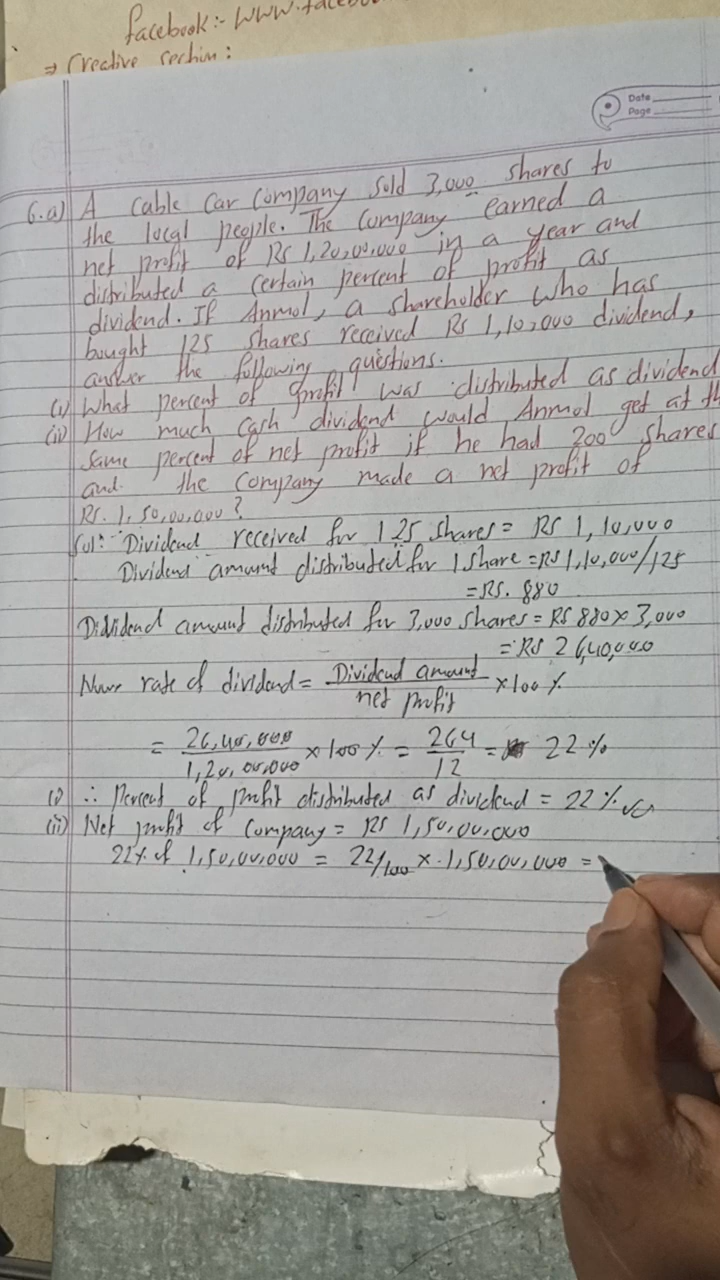 facebook:- www.faceboo
⇒ Creative section:
Date
Page
6.a) A cable car company sold 3,000 shares to
the local people. The company earned a
net profit of RS 1,20,00,000 in a year and
distributed a certain percent of profit as
dividend. If Anmol, a shareholder who has
bought 125 shares received Rs 1,10,000 dividend,
answer the following questions.
(i) What percent of profit was distributed as dividend
(ii) How much cash dividend would Anmol get at th
same percent of net profit if he had 200 shares
and the company made a net profit of
Rs. 1,50,00,000?
Sol: Dividend received for 125 shares = RS 1,10,000
Dividend amount distributed for 1 share = RS 1,10,000/125
= Rs. 880
Dividend amount distributed for 3,000 shares = RS 880 × 3,000
= RS 26,40,000
Now rate of dividend = Dividend amount / net profit × 100 %
= 26,40,000 / 1,20,00,000 × 100 % = 264 / 12 = 22 %
(i) ∴ Percent of profit distributed as dividend = 22 %
(ii) Net profit of company = RS 1,50,00,000
22% of 1,50,00,000 = 22/100 × 1,50,00,000 =